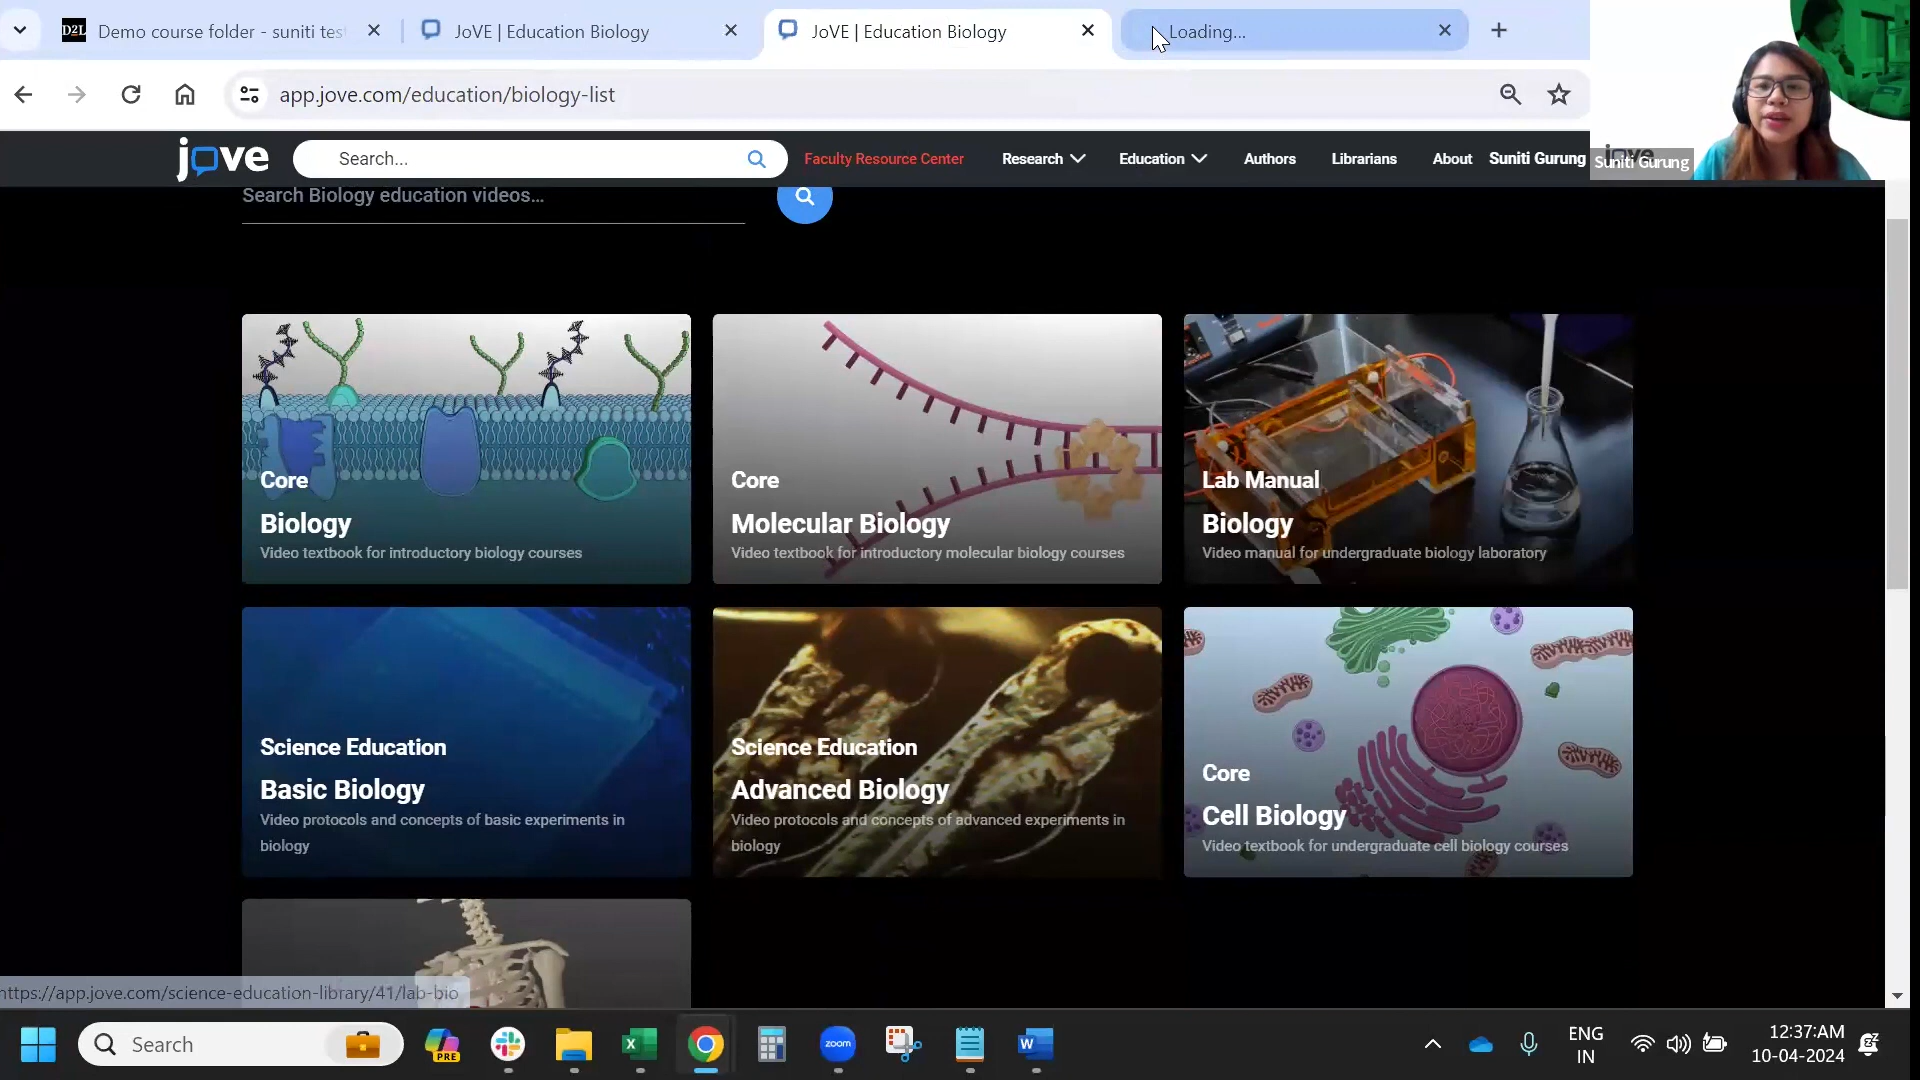 D2L Demo course folder - suniti tes
JoVE | Education Biology
JoVE | Education Biology
Loading...
app.jove.com/education/biology-list
jove
Search...
Faculty Resource Center
Research
Education
Authors
Librarians
About
Suniti Gurung
Suniti Gurung
Search Biology education videos...
Core
Biology
Video textbook for introductory biology courses
Core
Molecular Biology
Video textbook for introductory molecular biology courses
Lab Manual
Biology
Video manual for undergraduate biology laboratory
Science Education
Basic Biology
Video protocols and concepts of basic experiments in
biology
Science Education
Advanced Biology
Video protocols and concepts of advanced experiments in
biology
Core
Cell Biology
Video textbook for undergraduate cell biology courses
https://app.jove.com/science-education-library/41/lab-bio
Search
PRE
zoom
ENG
IN
12:37:AM
10-04-2024